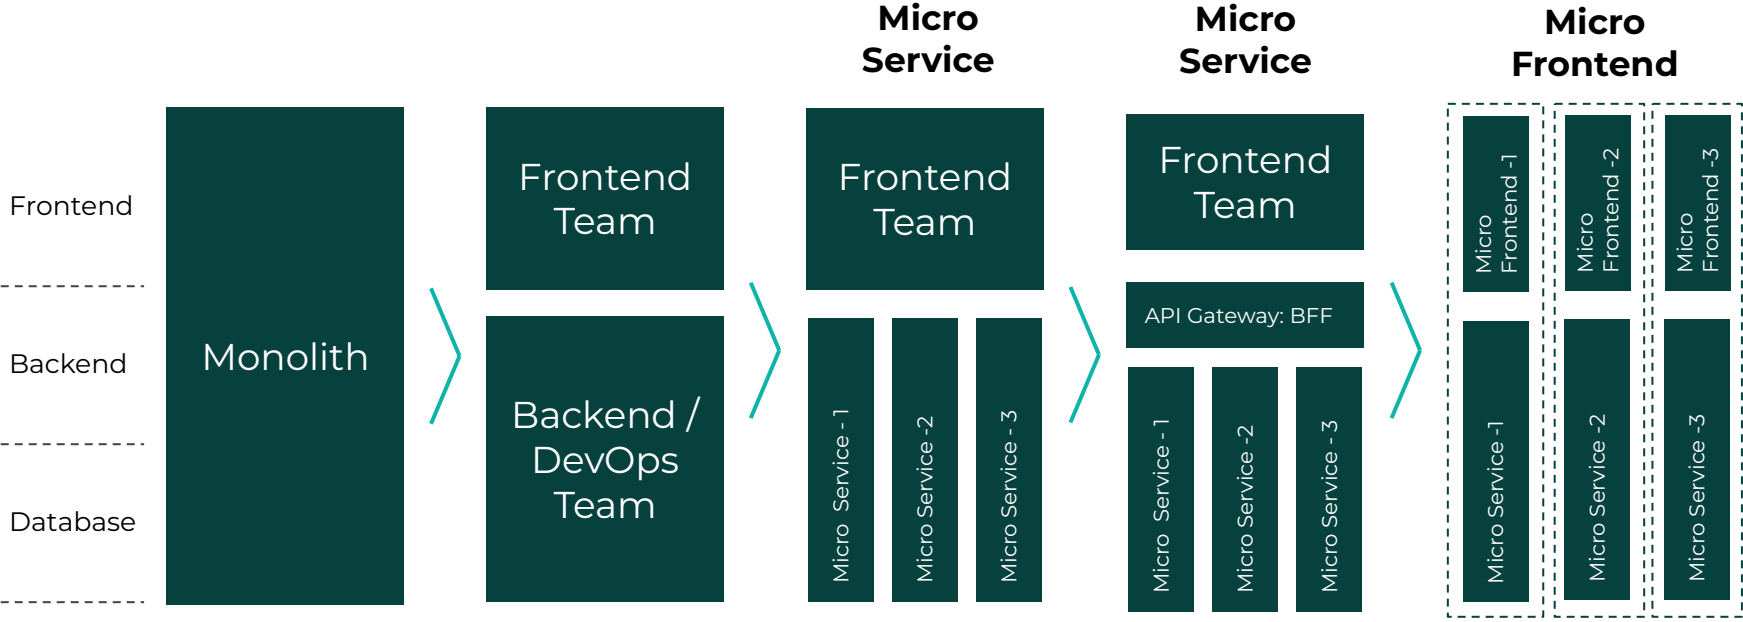 Micro
Service
Micro
Service
Micro
Frontend
Frontend
Backend
Database
Monolith
Frontend
Team
Backend /
DevOps
Team
Frontend
Team
Micro Service - 1
Micro Service -2
Micro Service - 3
Frontend
Team
API Gateway: BFF
Micro Service - 1
Micro Service -2
Micro Service - 3
Micro
Frontend -1
Micro
Frontend -2
Micro
Frontend -3
Micro Service -1
Micro Service -2
Micro Service -3